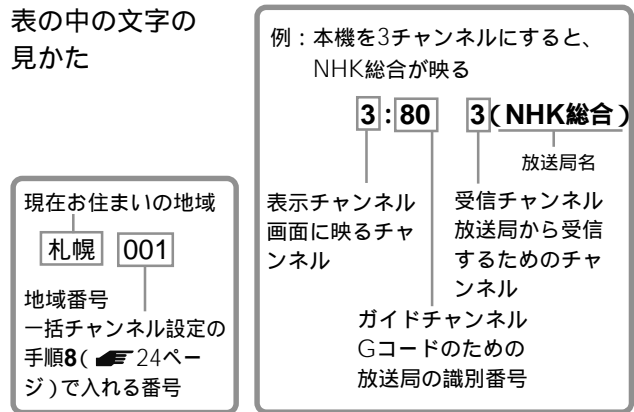 表の中の文字の
見かた
現在お住まいの地域
札幌 001
地域番号
一括チャンネル設定の
手順8(☛24ペー
ジ)で入れる番号
例：本機を3チャンネルにすると、
NHK総合が映る
3：80 3(NHK総合)
放送局名
表示チャンネル
画面に映るチャ
ンネル
受信チャンネル
放送局から受信
するためのチャ
ンネル
ガイドチャンネル
Gコードのための
放送局の識別番号